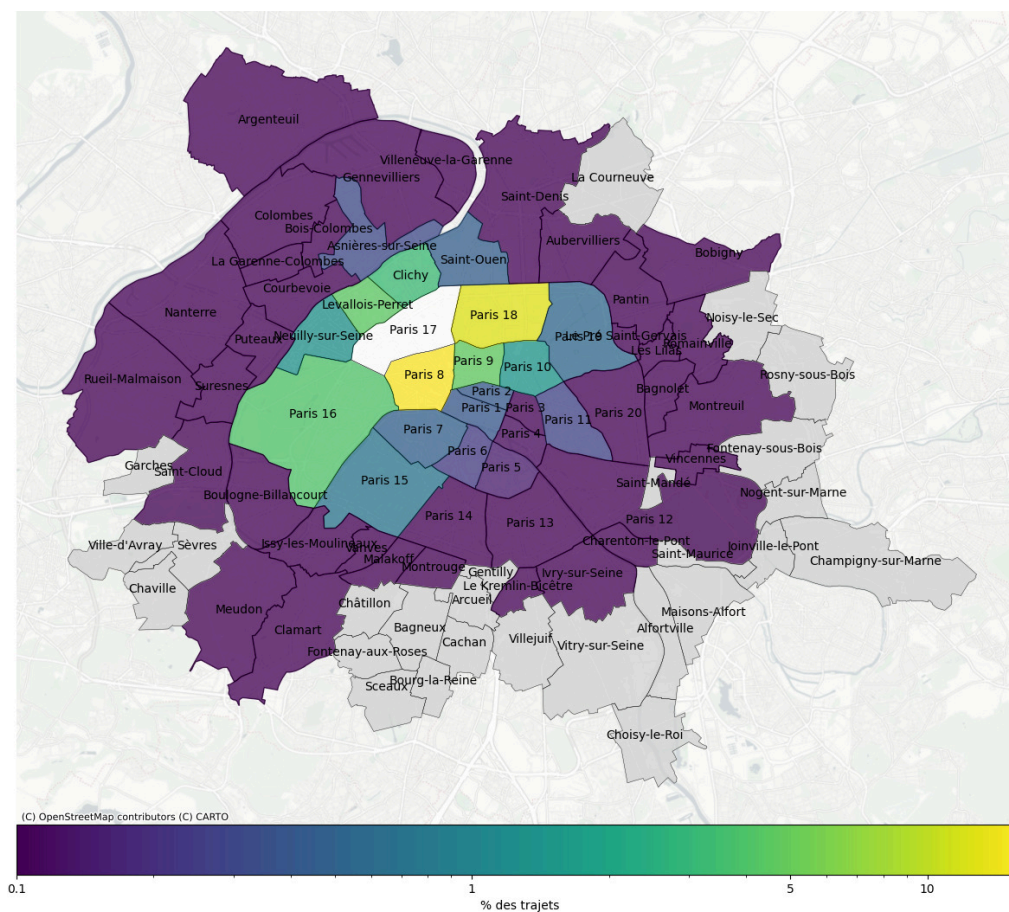 Argenteuil
Villeneuve-la-Garenne
Gennevilliers
La Courneuve
Saint-Denis
Colombes
Bois-Colombes
Asnières-sur-Seine
Aubervilliers
Bobigny
La Garenne-Colombes
Saint-Ouen
Clichy
Courbevoie
Levallois-Perret
Pantin
Nanterre
Paris 18
Noisy-le-Sec
Puteaux
Neuilly-sur-Seine
Paris 17
Paris 19
Le Pré Saint-Gervais
Romainville
Les Lilas
Rueil-Malmaison
Suresnes
Paris 8
Paris 9
Paris 10
Rosny-sous-Bois
Bagnolet
Paris 2
Montreuil
Paris 16
Paris 1
Paris 3
Paris 20
Paris 11
Paris 7
Paris 4
Fontenay-sous-Bois
Paris 6
Vincennes
Garches
Saint-Cloud
Paris 5
Paris 15
Saint-Mandé
Boulogne-Billancourt
Nogent-sur-Marne
Paris 14
Paris 13
Paris 12
Ville-d'Avray
Sèvres
Issy-les-Moulineaux
Vanves
Charenton-le-Pont
Joinville-le-Pont
Saint-Maurice
Malakoff
Champigny-sur-Marne
Montrouge
Gentilly
Ivry-sur-Seine
Chaville
Le Kremlin-Bicêtre
Châtillon
Arcueil
Meudon
Maisons-Alfort
Clamart
Bagneux
Alfortville
Cachan
Villejuif
Vitry-sur-Seine
Fontenay-aux-Roses
Bourg-la-Reine
Sceaux
Choisy-le-Roi
(C) OpenStreetMap contributors (C) CARTO
0.1 1 5 10
% des trajets